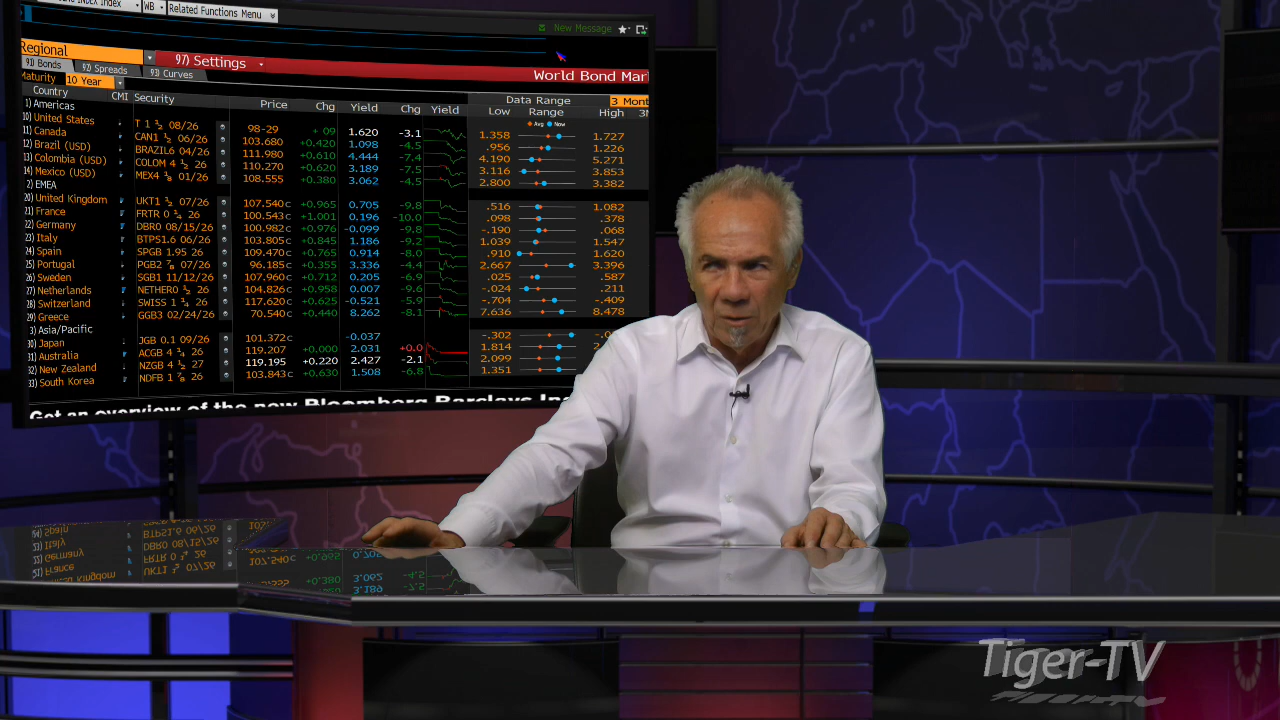 INDEX Index WB Related Functions Menu
New Message
Regional 97) Settings
World Bond Mar
91) Bonds 92) Spreads 93) Curves
Maturity 10 Year
Data Range 3 Mont
Country CMI Security Price Chg Yield Chg Yield Low Range High 3M
Avg Now
1) Americas
10) United States T 1 ½ 08/26 98-29 + 09 1.620 -3.1 1.358 1.727
11) Canada CAN1 ½ 06/26 103.680 +0.420 1.098 -4.5 .956 1.226
12) Brazil (USD) BRAZIL6 04/26 111.980 +0.610 4.444 -7.4 4.190 5.271
13) Colombia (USD) COLOM 4 ½ 26 110.270 +0.620 3.189 -7.5 3.116 3.853
14) Mexico (USD) MEX4 ⅛ 01/26 108.555 +0.380 3.062 -4.5 2.800 3.382
2) EMEA
20) United Kingdom UKT1 ½ 07/26 107.540c +0.965 0.705 -9.8 .516 1.082
21) France FRTR 0 ¼ 26 100.543c +1.001 0.196 -10.0 .098 .378
22) Germany DBR0 08/15/26 100.982c +0.976 -0.099 -9.8 -.190 .068
23) Italy BTPS1.6 06/26 103.805c +0.845 1.186 -9.2 1.039 1.547
24) Spain SPGB 1.95 26 109.470c +0.765 0.914 -8.0 .910 1.620
25) Portugal PGB2 ⅞ 07/26 96.185c +0.355 3.336 -4.4 2.667 3.396
26) Sweden SGB1 11/12/26 107.960c +0.712 0.205 -6.9 .025 .587
27) Netherlands NETHER0 ½ 26 104.826c +0.958 0.007 -9.6 -.024 .211
28) Switzerland SWISS 1 ¼ 26 117.620c +0.625 -0.521 -5.9 -.704 -.409
29) Greece GGB3 02/24/26 70.540c +0.440 8.262 -8.1 7.636 8.478
3) Asia/Pacific
30) Japan JGB 0.1 09/26 101.372c -0.037 -.302
31) Australia ACGB 4 ¼ 26 119.207 +0.000 2.031 +0.0 1.814
32) New Zealand NZGB 4 ½ 27 119.195 +0.220 2.427 -2.1 2.099
33) South Korea NDFB 1 ⅞ 26 103.843c +0.630 1.508 -6.8 1.351
Get an overview of the new Bloomberg Barclays
Tiger-TV